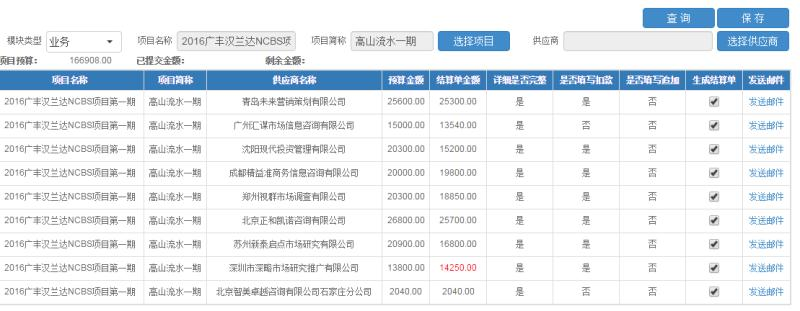 查 询 保 存
模块类型 业务 项目名称 2016广丰汉兰达NCBS项 项目简称 高山流水一期 选择项目 供应商 选择供应商
项目预算: 166908.00 已提交金额: 剩余金额:
项目名称 项目简称 供应商名称 预算金额 结算单金额 详细是否完整 是否填写扣款 是否填写追加 生成结算单 发送邮件
2016广丰汉兰达NCBS项目第一期 高山流水一期 青岛未来营销策划有限公司 25600.00 25300.00 是 是 否 发送邮件
2016广丰汉兰达NCBS项目第一期 高山流水一期 广州汇谋市场信息咨询有限公司 15000.00 13540.00 是 是 否 发送邮件
2016广丰汉兰达NCBS项目第一期 高山流水一期 沈阳现代投资管理有限公司 20300.00 15200.00 是 是 否 发送邮件
2016广丰汉兰达NCBS项目第一期 高山流水一期 成都精益准商务信息咨询有限公司 20000.00 19800.00 是 是 否 发送邮件
2016广丰汉兰达NCBS项目第一期 高山流水一期 郑州视群市场调查有限公司 20300.00 18850.00 是 是 否 发送邮件
2016广丰汉兰达NCBS项目第一期 高山流水一期 北京正和凯诺咨询有限公司 26800.00 25700.00 是 是 否 发送邮件
2016广丰汉兰达NCBS项目第一期 高山流水一期 苏州新泰启点市场研究有限公司 20900.00 16800.00 是 是 否 发送邮件
2016广丰汉兰达NCBS项目第一期 高山流水一期 深圳市深瞻市场研究推广有限公司 13800.00 14250.00 是 是 否 发送邮件
2016广丰汉兰达NCBS项目第一期 高山流水一期 北京智美卓越咨询有限公司石家庄分公司 2040.00 2040.00 是 是 否 发送邮件